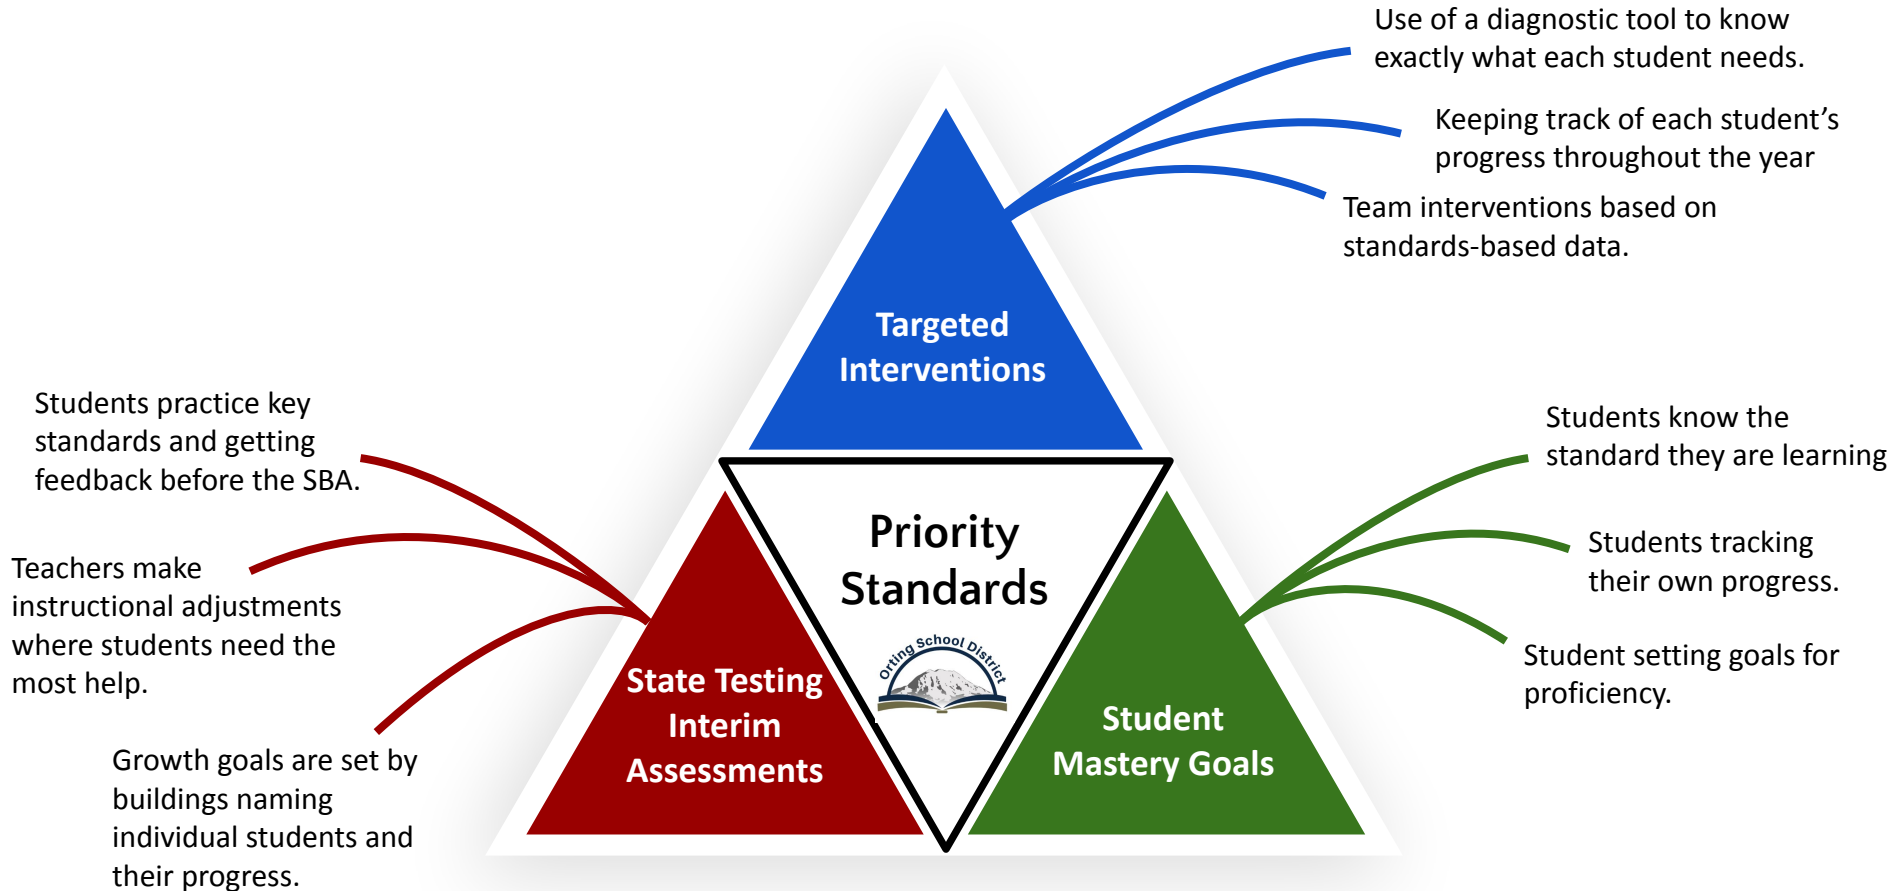 Use of a diagnostic tool to know
exactly what each student needs.
Keeping track of each student's
progress throughout the year
Team interventions based on
standards-based data.
Targeted
Interventions
Students practice key
standards and getting
feedback before the SBA.
Teachers make
instructional adjustments
where students need the
most help.
Growth goals are set by
buildings naming
individual students and
their progress.
State Testing
Interim
Assessments
Priority
Standards
Orting School District
Student
Mastery Goals
Students know the
standard they are learning
Students tracking
their own progress.
Student setting goals for
proficiency.